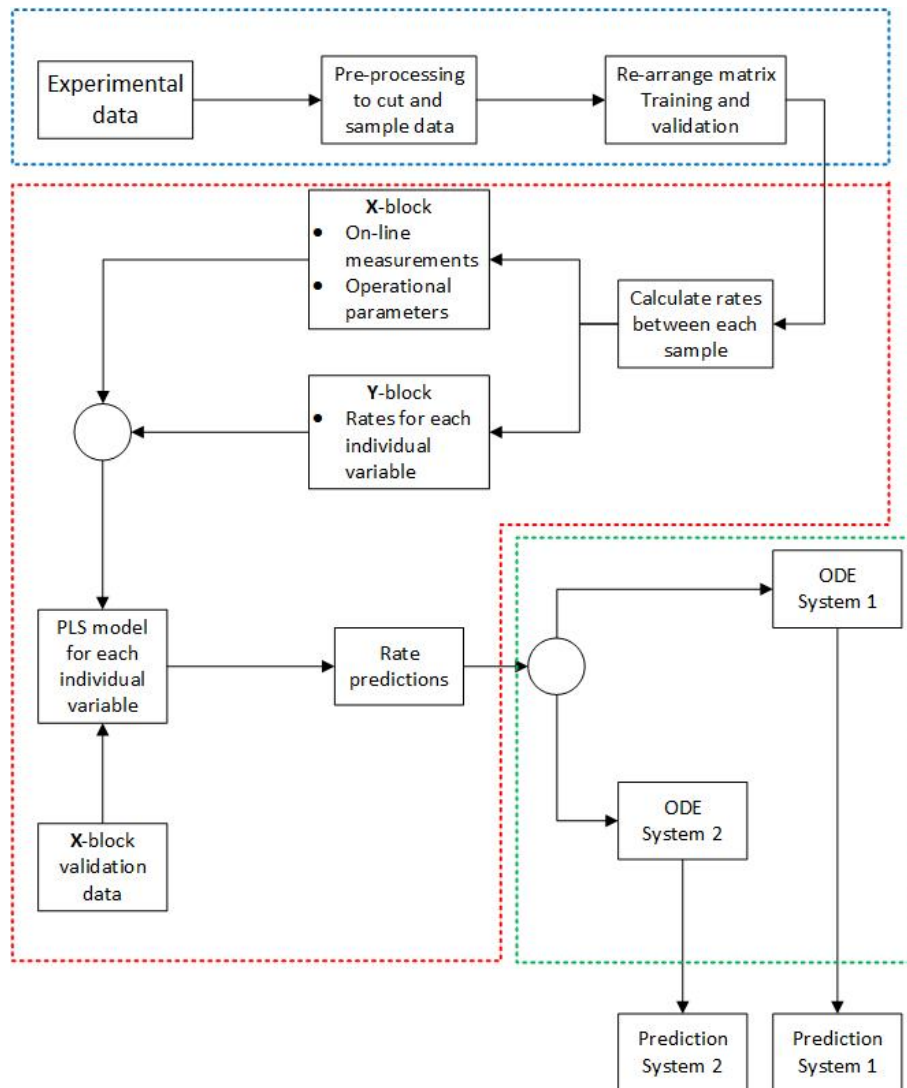 Experimental
data
Pre-processing
to cut and
sample data
Re-arrange matrix
Training and
validation
X-block
• On-line
measurements
• Operational
parameters
Calculate rates
between each
sample
Y-block
• Rates for each
individual
variable
PLS model
for each
individual
variable
Rate
predictions
ODE
System 1
ODE
System 2
X-block
validation
data
Prediction
System 2
Prediction
System 1